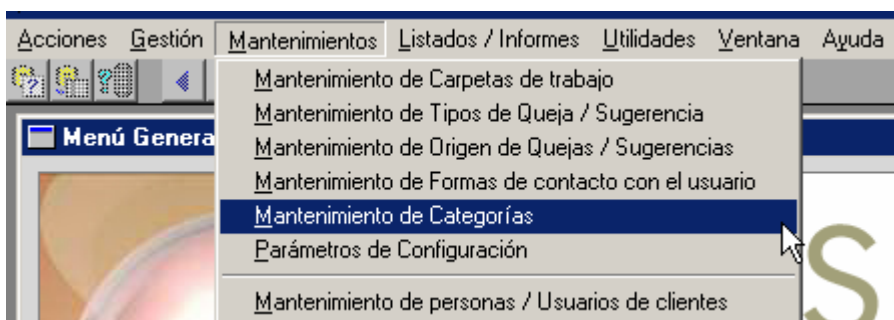 Acciones Gestión Mantenimientos Listados / Informes Utilidades Ventana Ayuda
Mantenimiento de Carpetas de trabajo
Mantenimiento de Tipos de Queja / Sugerencia
Menú Genera
Mantenimiento de Origen de Quejas / Sugerencias
Mantenimiento de Formas de contacto con el usuario
Mantenimiento de Categorías
Parámetros de Configuración
Mantenimiento de personas / Usuarios de clientes
S